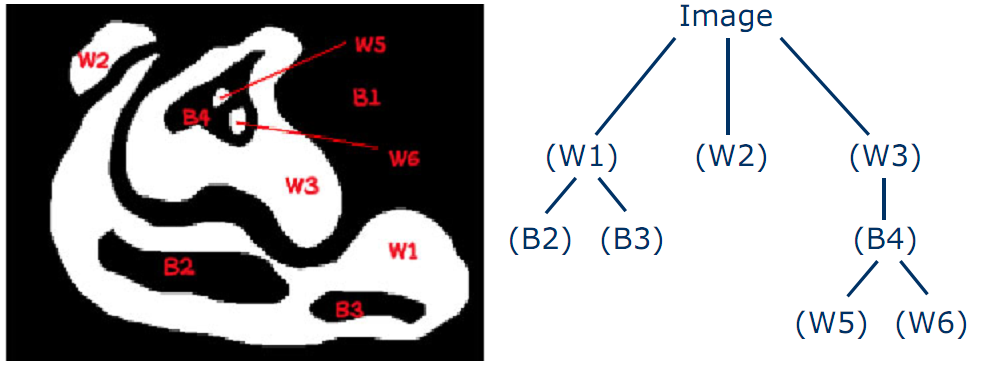 W5
W2
B1
B4
W6
W3
W1
B2
B3
Image
(W1) (W2) (W3)
(B2) (B3) (B4)
(W5) (W6)